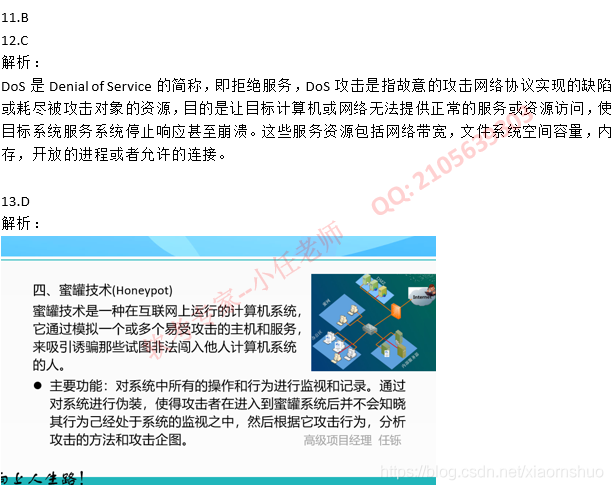 11.B
12.C
解析：
DoS 是 Denial of Service 的简称，即拒绝服务，DoS 攻击是指故意的攻击网络协议实现的缺陷
或耗尽被攻击对象的资源，目的是让目标计算机或网络无法提供正常的服务或资源访问，使
目标系统服务系统停止响应甚至崩溃。这些服务资源包括网络带宽，文件系统空间容量，内
存，开放的进程或者允许的连接。
13.D
解析：
四、蜜罐技术(Honeypot)
蜜罐技术是一种在互联网上运行的计算机系统，
它通过模拟一个或多个易受攻击的主机和服务，
来吸引诱骗那些试图非法闯入他人计算机系统
的人。
Internet
● 主要功能：对系统中所有的操作和行为进行监视和记录。通过
对系统进行伪装，使得攻击者在进入到蜜罐系统后并不会知晓
其行为己经处于系统的监视之中，然后根据它攻击行为，分析
攻击的方法和攻击企图。
高级项目经理 任铄
向上人生路！
https://blog.csdn.net/xiaomshuo